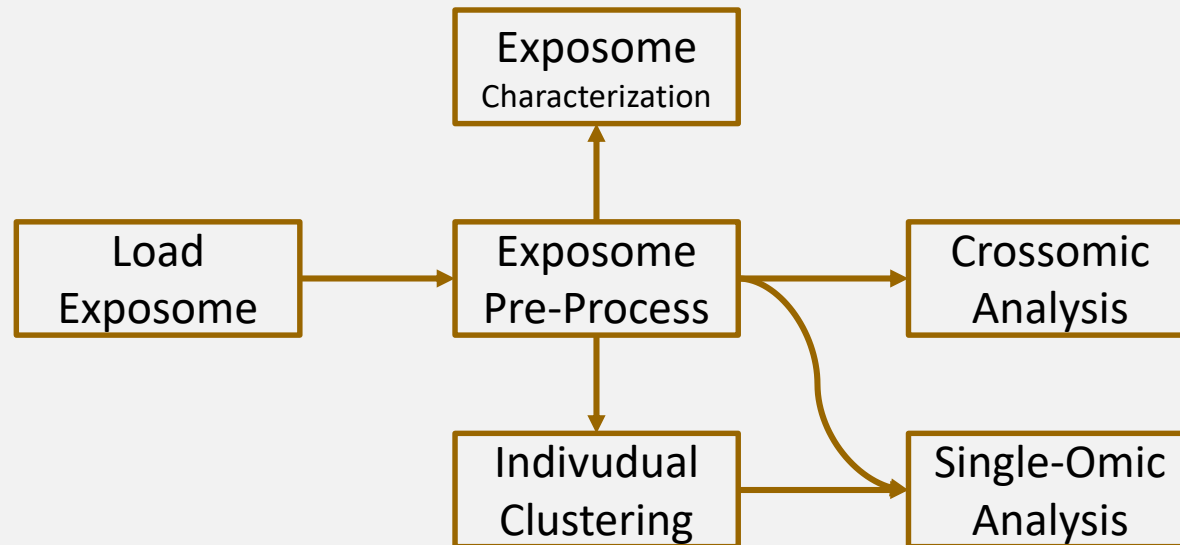 Exposome
Characterization
Load
Exposome
Exposome
Pre-Process
Crossomic
Analysis
Indivudual
Clustering
Single-Omic
Analysis